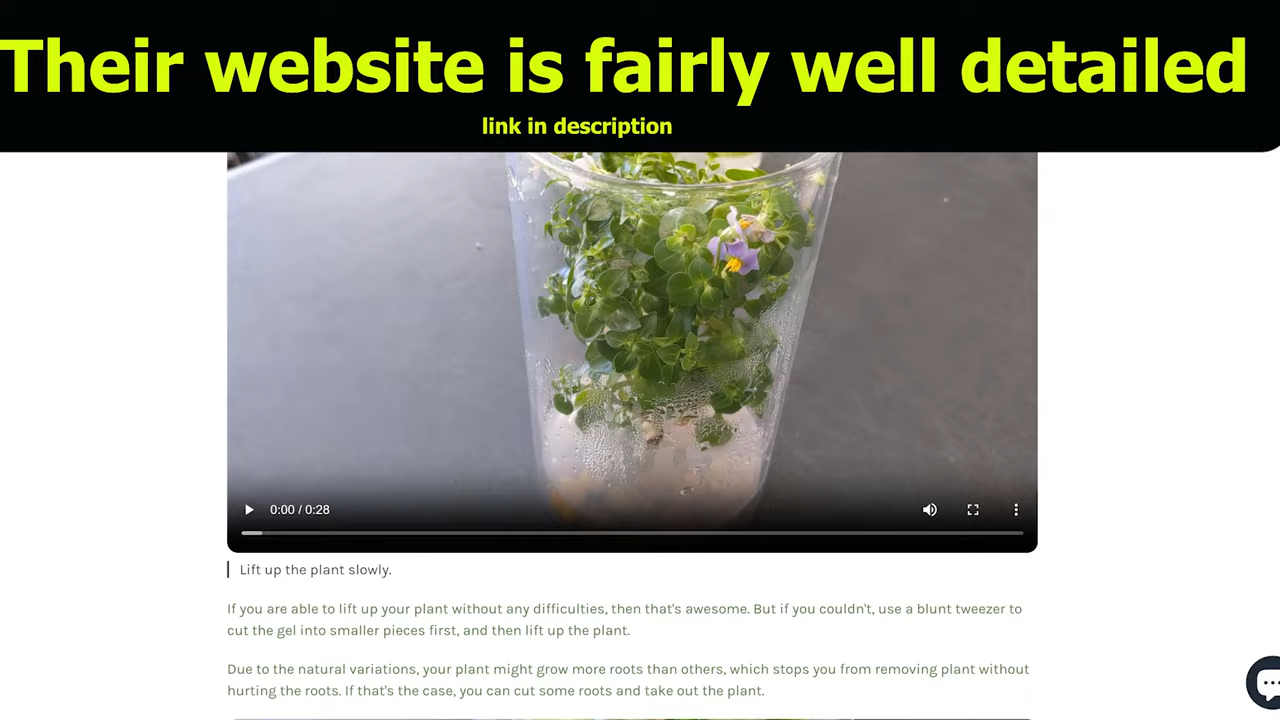 Their website is fairly well detailed
link in description
0:00 / 0:28
Lift up the plant slowly.
If you are able to lift up your plant without any difficulties, then that's awesome. But if you couldn't, use a blunt tweezer to
cut the gel into smaller pieces first, and then lift up the plant.
Due to the natural variations, your plant might grow more roots than others, which stops you from removing plant without
hurting the roots. If that's the case, you can cut some roots and take out the plant.